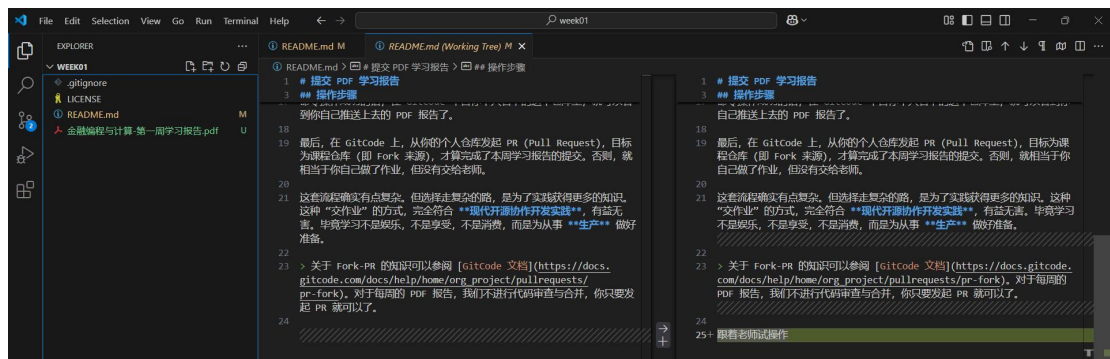 File Edit Selection View Go Run Terminal Help
week01
EXPLORER
WEEK01
.gitignore
LICENSE
README.md M
金融编程与计算-第一周学习报告.pdf U
README.md M
README.md (Working Tree) M
README.md > # 提交 PDF 学习报告 > ## 操作步骤
1 # 提交 PDF 学习报告
3 ## 操作步骤
到你自己推送上去的 PDF 报告了。
18
19 最后，在 GitCode 上，从你的个人仓库发起 PR (Pull Request)，目标
为课程仓库 (即 Fork 来源)，才算完成了本周学习报告的提交。否则，就
相当于你自己做了作业，但没有交给老师。
20
21 这套流程确实有点复杂。但选择走复杂的路，是为了实践获得更多的知识。
这种 “交作业” 的方式，完全符合 **现代开源协作开发实践**，有益无
害。毕竟学习不是娱乐，不是享受，不是消费，而是为从事 **生产** 做好
准备。
22
23 > 关于 Fork-PR 的知识可以参阅 [GitCode 文档](https://docs.
gitcode.com/docs/help/home/org_project/pullrequests/
pr-fork)。对于每周的 PDF 报告，我们不进行代码审查与合并，你只要发
起 PR 就可以了。
24
1 # 提交 PDF 学习报告
3 ## 操作步骤
自己推送上去的 PDF 报告了。
18
19 最后，在 GitCode 上，从你的个人仓库发起 PR (Pull Request)，目标为课
程仓库 (即 Fork 来源)，才算完成了本周学习报告的提交。否则，就相当于你
自己做了作业，但没有交给老师。
20
21 这套流程确实有点复杂。但选择走复杂的路，是为了实践获得更多的知识。这种
“交作业” 的方式，完全符合 **现代开源协作开发实践**，有益无害。毕竟学习
不是娱乐，不是享受，不是消费，而是为从事 **生产** 做好准备。
22
23 > 关于 Fork-PR 的知识可以参阅 [GitCode 文档](https://docs.gitcode.
com/docs/help/home/org_project/pullrequests/pr-fork)。对于每周的
PDF 报告，我们不进行代码审查与合并，你只要发起 PR 就可以了。
24
25+ 跟着老师试操作